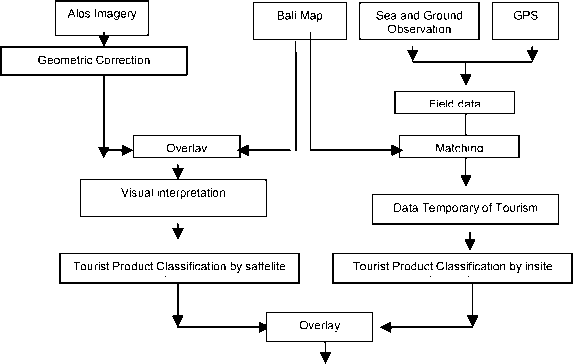 Alos Imagery
Bali Map
Sea and Ground
Observation
GPS
Geometric Correction
Field data
Overlay
Matching
Visual interpretation
Data Temporary of Tourism
Tourist Product Classification by saffelite
Tourist Product Classification by insite
Overlay